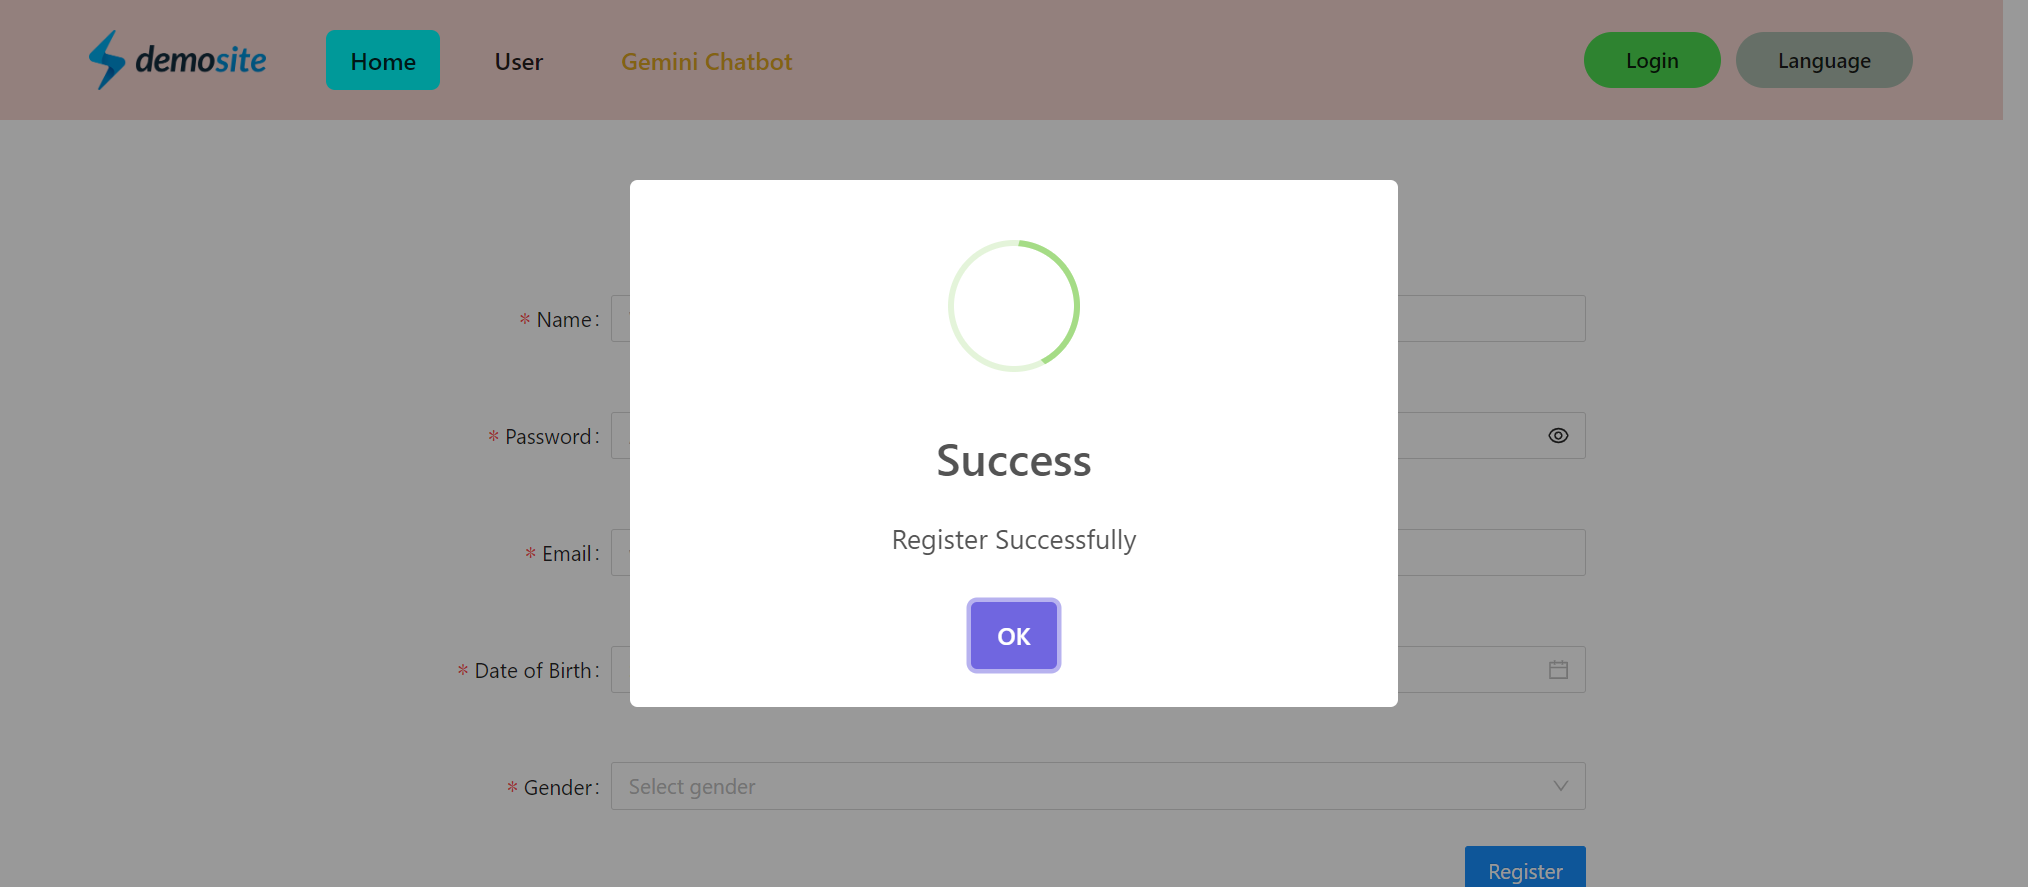 demosite
Home
User
Gemini Chatbot
Login
Language
* Name:
* Password:
* Email:
* Date of Birth:
* Gender:
Select gender
Register
Success
Register Successfully
OK